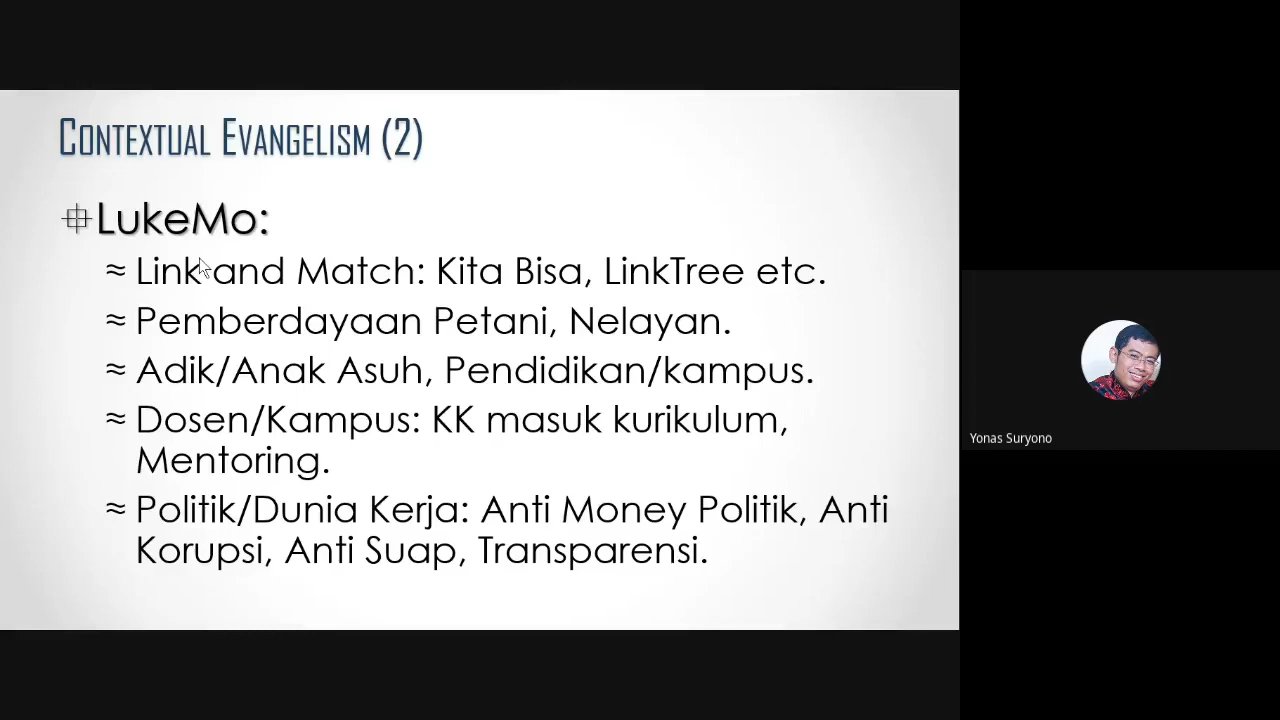 CONTEXTUAL EVANGELISM (2)
LukeMo:
≈ Link and Match: Kita Bisa, LinkTree etc.
≈ Pemberdayaan Petani, Nelayan.
≈ Adik/Anak Asuh, Pendidikan/kampus.
≈ Dosen/Kampus: KK masuk kurikulum,
Mentoring.
≈ Politik/Dunia Kerja: Anti Money Politik, Anti
Korupsi, Anti Suap, Transparensi.
Yonas Suryono